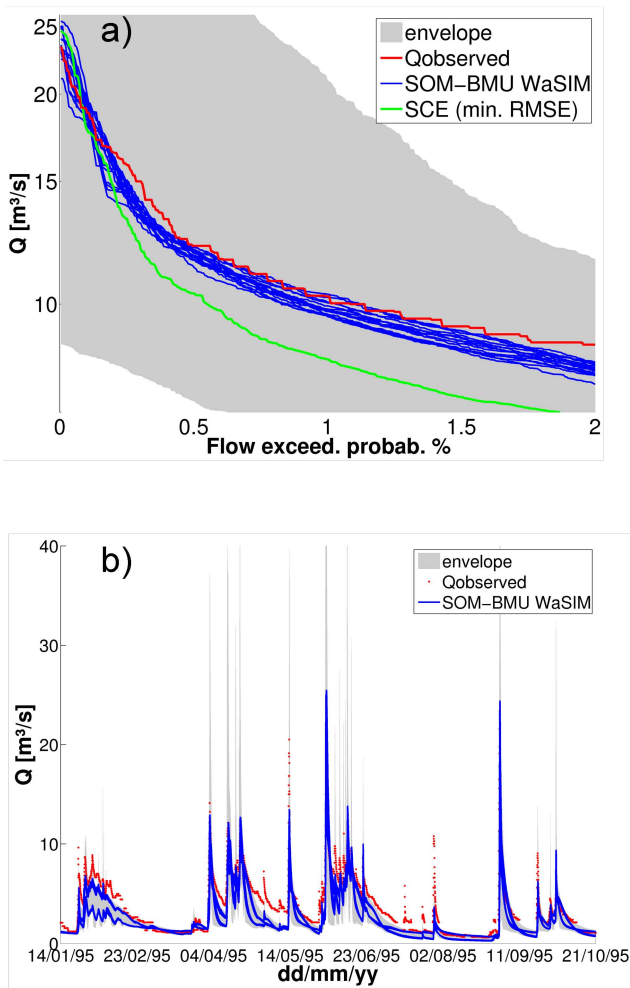 a)
25
20
15
10
Q [m³/s]
envelope
Qobserved
SOM−BMU WaSIM
SCE (min. RMSE)
0 0.5 1 1.5 2
Flow exceed. probab. %
b)
40
30
20
10
0
Q [m³/s]
envelope
Qobserved
SOM−BMU WaSIM
14/01/95 23/02/95 04/04/95 14/05/95 23/06/95 02/08/95 11/09/95 21/10/95
dd/mm/yy